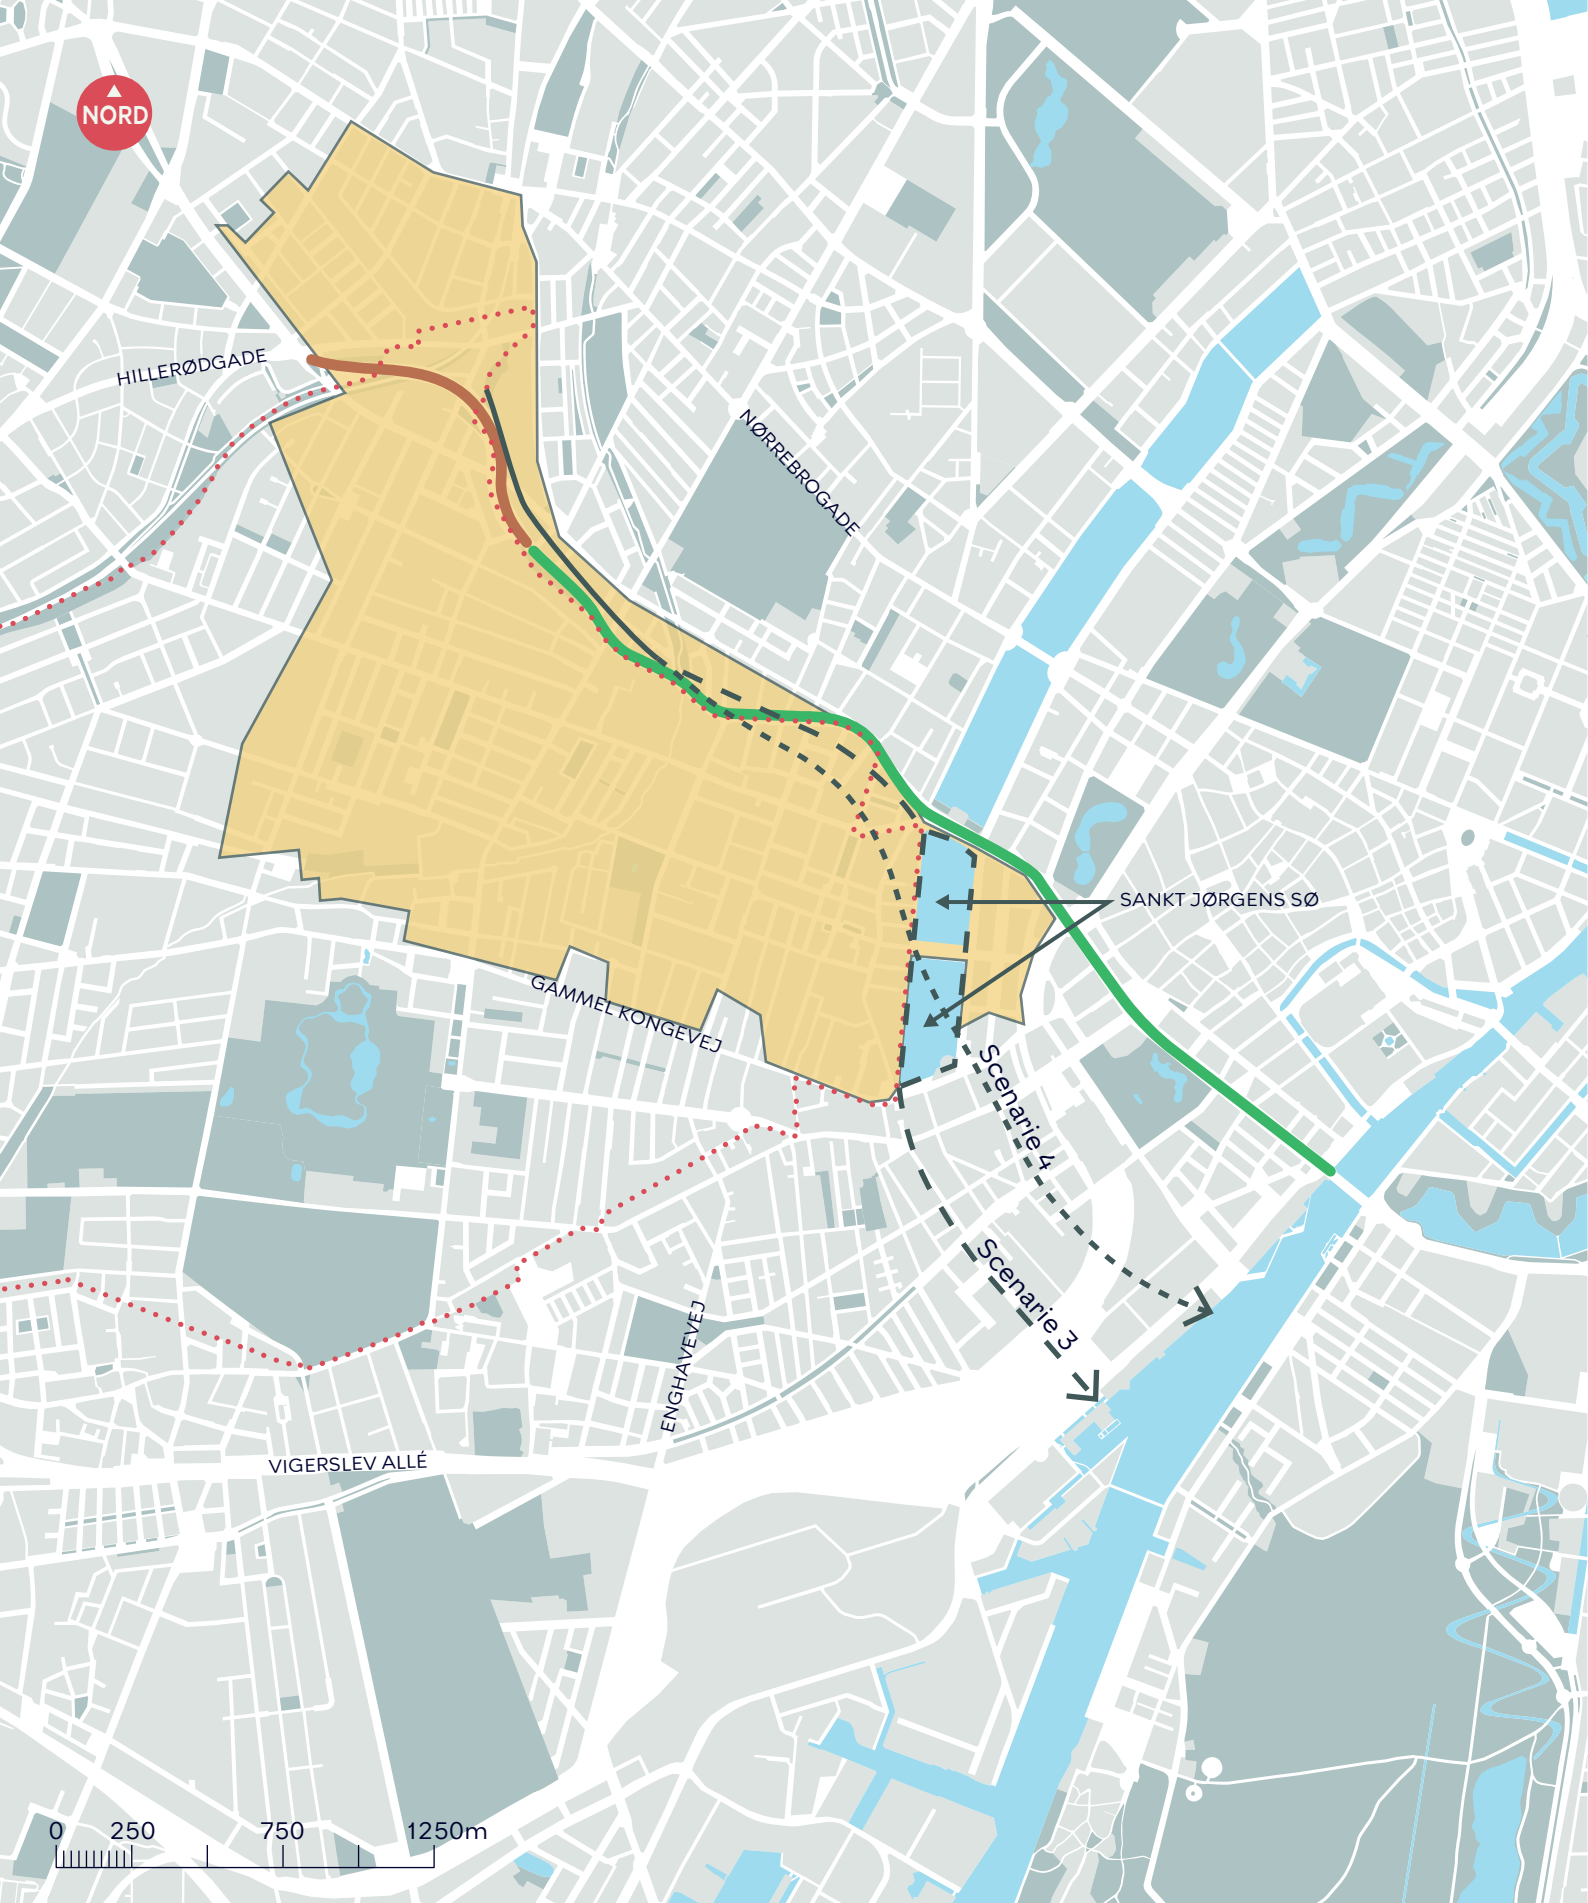 NORD
HILLERØDGADE
NØRREBROGADE
SANKT JØRGENS SØ
GAMMEL KONGEVEJ
Scenarie 4
Scenarie 3
ENGHAVEVEJ
VIGERSLEV ALLÉ
0 250 750 1250m